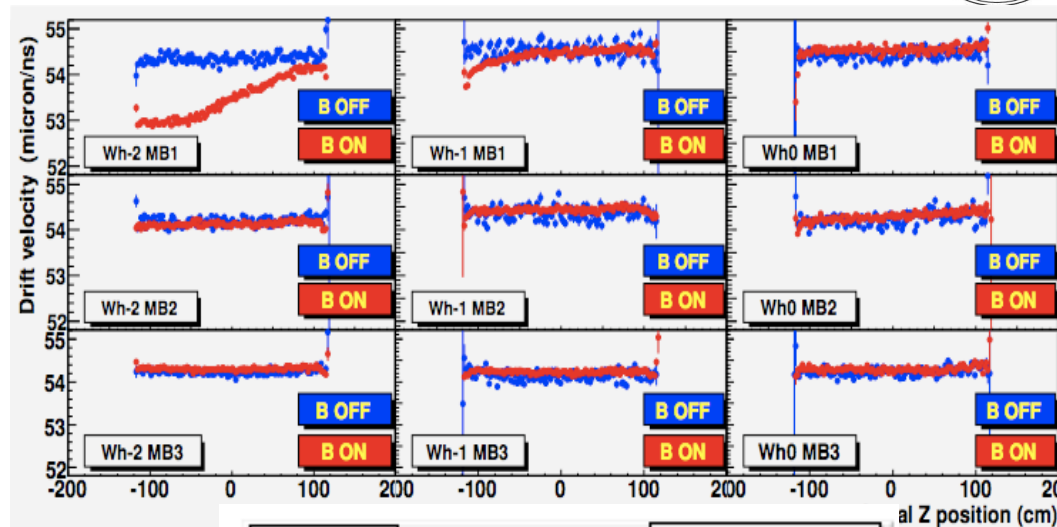 Drift velocity (micron/ns)
55
54
53
52
B OFF
B ON
Wh-2 MB1
B OFF
B ON
Wh-1 MB1
B OFF
B ON
Wh0 MB1
55
54
53
52
B OFF
B ON
Wh-2 MB2
B OFF
B ON
Wh-1 MB2
B OFF
B ON
Wh0 MB2
55
54
53
52
B OFF
B ON
Wh-2 MB3
B OFF
B ON
Wh-1 MB3
B OFF
B ON
Wh0 MB3
-200 -100 0 100 -100 0 100 -100 0 100
al Z position (cm)